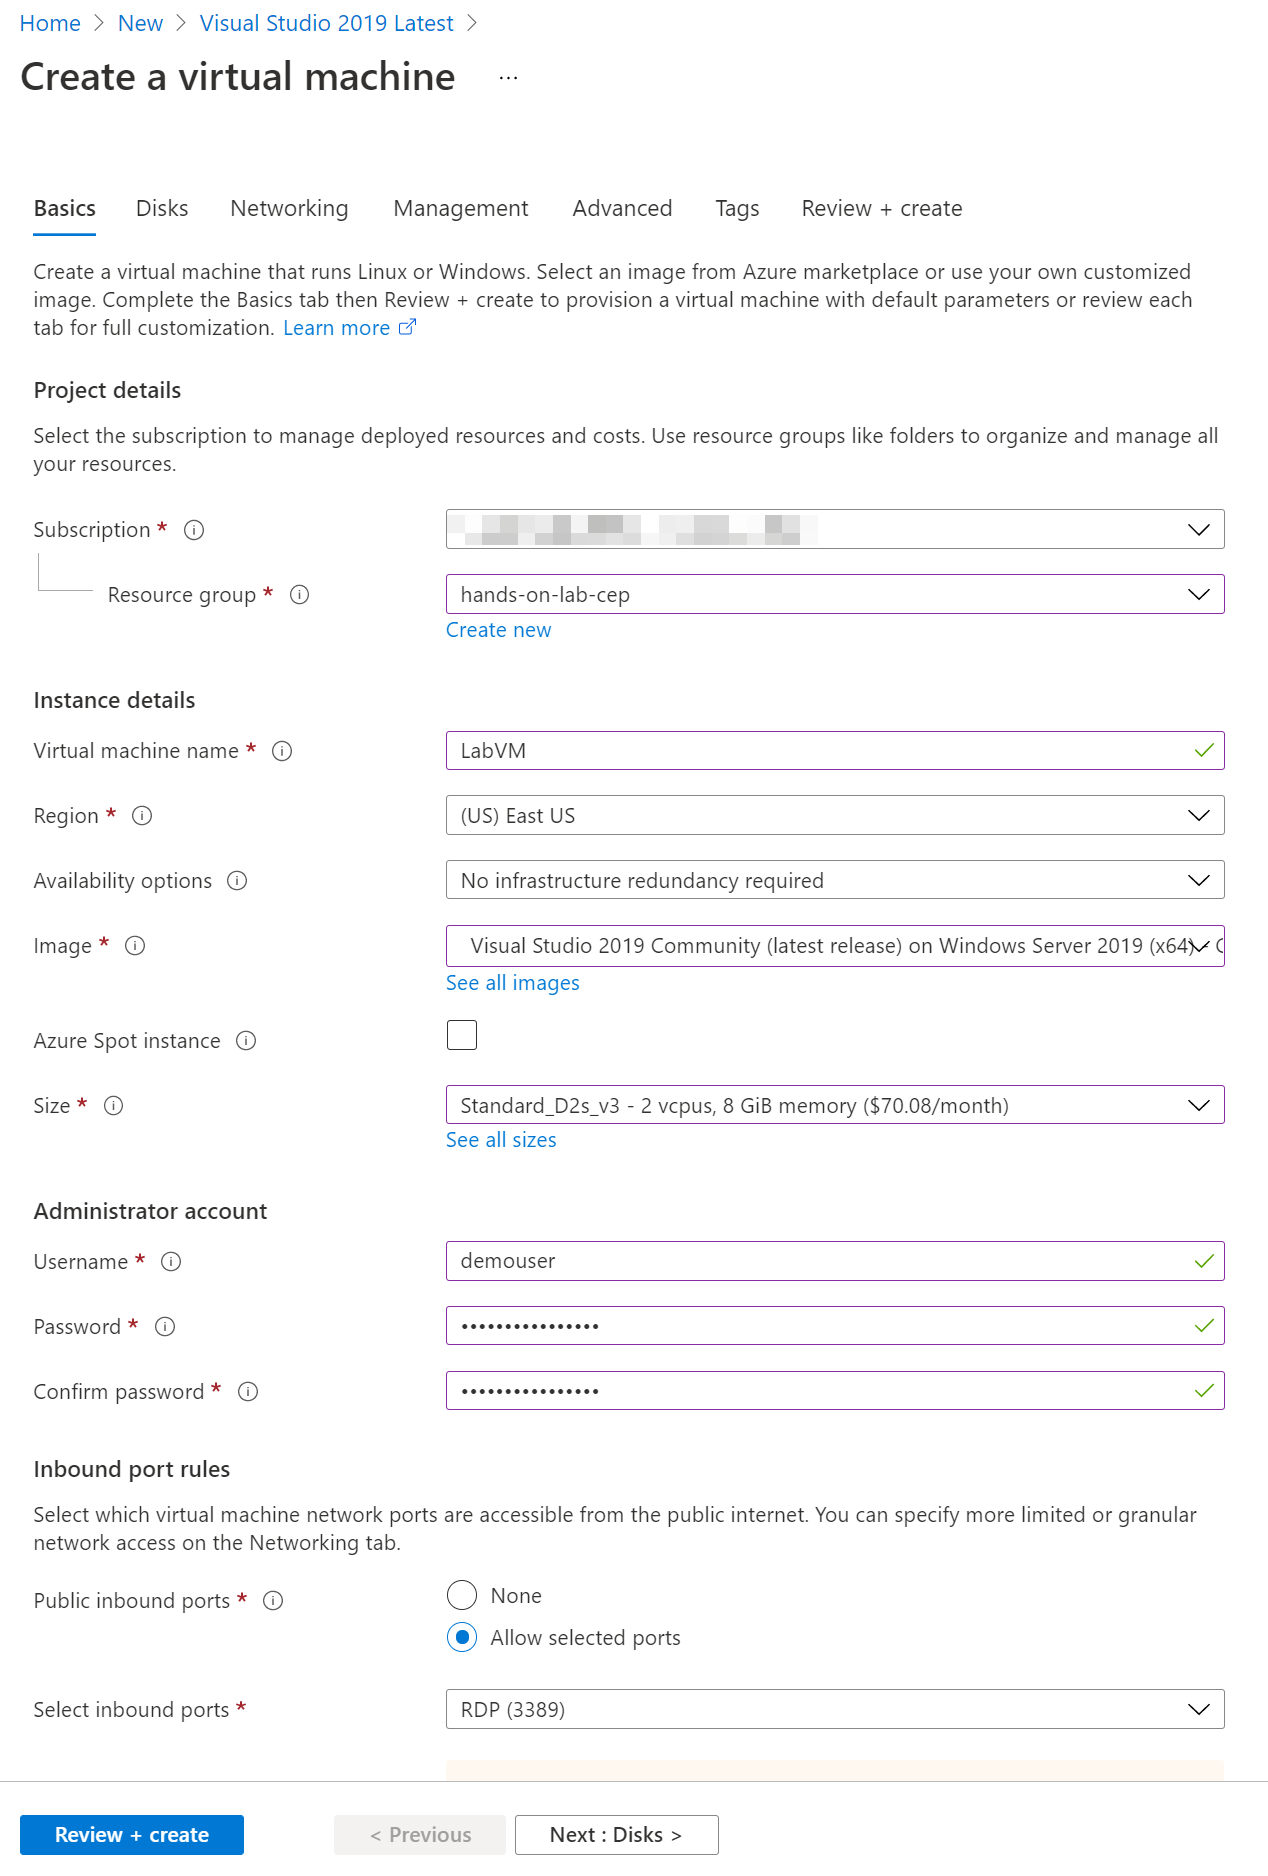 Home > New > Visual Studio 2019 Latest >
Create a virtual machine ...
Basics Disks Networking Management Advanced Tags Review + create
Create a virtual machine that runs Linux or Windows. Select an image from Azure marketplace or use your own customized
image. Complete the Basics tab then Review + create to provision a virtual machine with default parameters or review each
tab for full customization. Learn more
Project details
Select the subscription to manage deployed resources and costs. Use resource groups like folders to organize and manage all
your resources.
Subscription *
Resource group * hands-on-lab-cep
Create new
Instance details
Virtual machine name * LabVM
Region * (US) East US
Availability options No infrastructure redundancy required
Image * Visual Studio 2019 Community (latest release) on Windows Server 2019 (x64) -
See all images
Azure Spot instance
Size * Standard_D2s_v3 - 2 vcpus, 8 GiB memory ($70.08/month)
See all sizes
Administrator account
Username * demouser
Password * ••••••••••••••••
Confirm password * ••••••••••••••••
Inbound port rules
Select which virtual machine network ports are accessible from the public internet. You can specify more limited or granular
network access on the Networking tab.
Public inbound ports * None
Allow selected ports
Select inbound ports * RDP (3389)
Review + create < Previous Next : Disks >